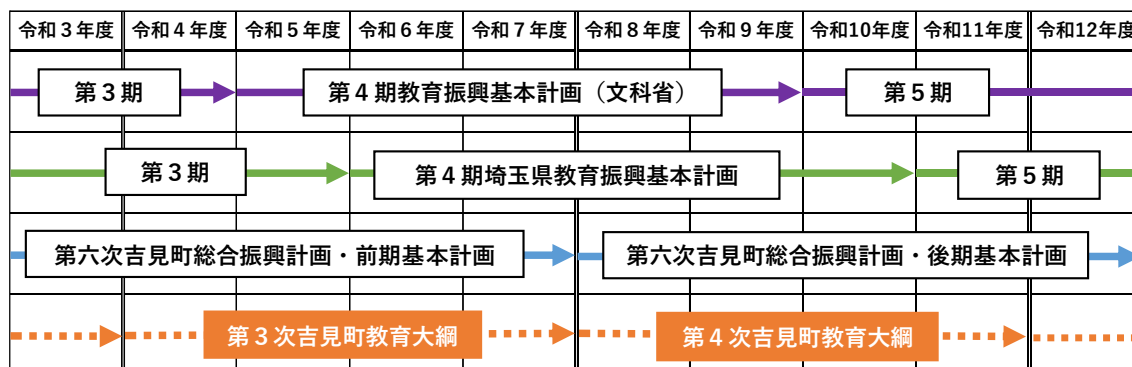 令和３年度 令和４年度 令和５年度 令和６年度 令和７年度 令和８年度 令和９年度 令和10年度 令和11年度 令和12年度
第３期 第４期教育振興基本計画（文科省） 第５期
第３期 第４期埼玉県教育振興基本計画 第５期
第六次吉見町総合振興計画・前期基本計画 第六次吉見町総合振興計画・後期基本計画
第３次吉見町教育大綱 第４次吉見町教育大綱